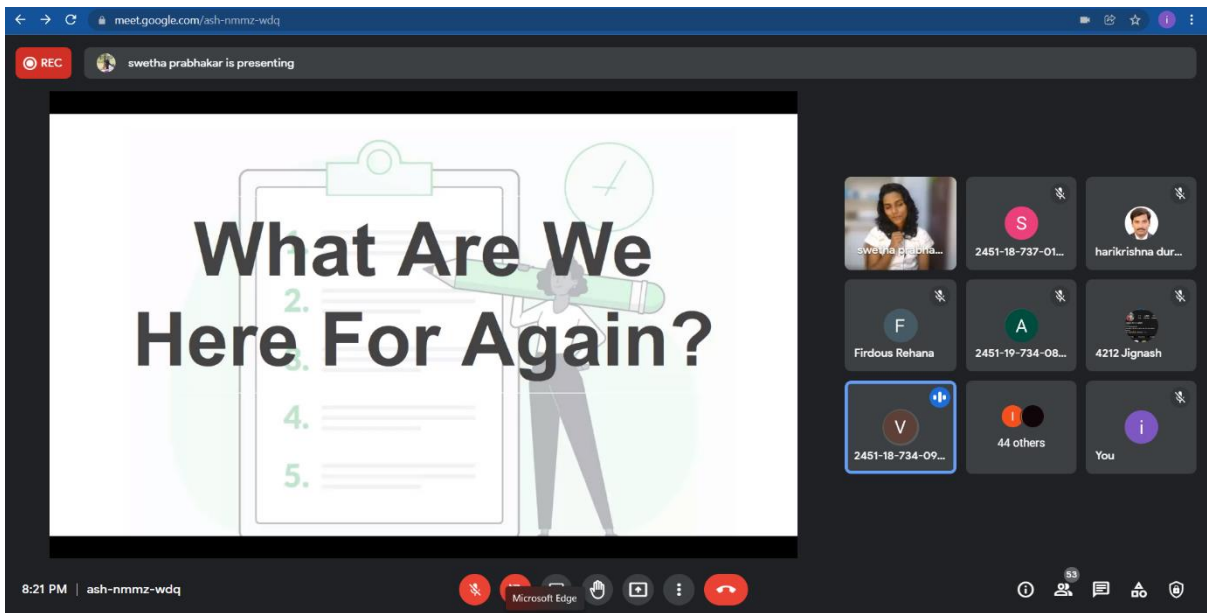 meet.google.com/ash-nmmz-wdq
i
REC
swetha prabhakar is presenting
What Are We
Here For Again?
2.
3.
4.
5.
swetha prabha...
S
2451-18-737-01...
harikrishna dur...
F
Firdous Rehana
A
2451-19-734-08...
4212 Jignash
V
2451-18-734-09...
I
44 others
i
You
8:21 PM | ash-nmmz-wdq
Microsoft Edge
53